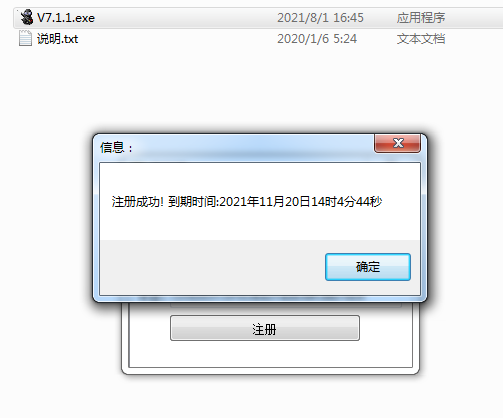 V7.1.1.exe 2021/8/1 16:45 应用程序
说明.txt 2020/1/6 5:24 文本文档
信息：
注册成功! 到期时间:2021年11月20日14时4分44秒
确定
注册